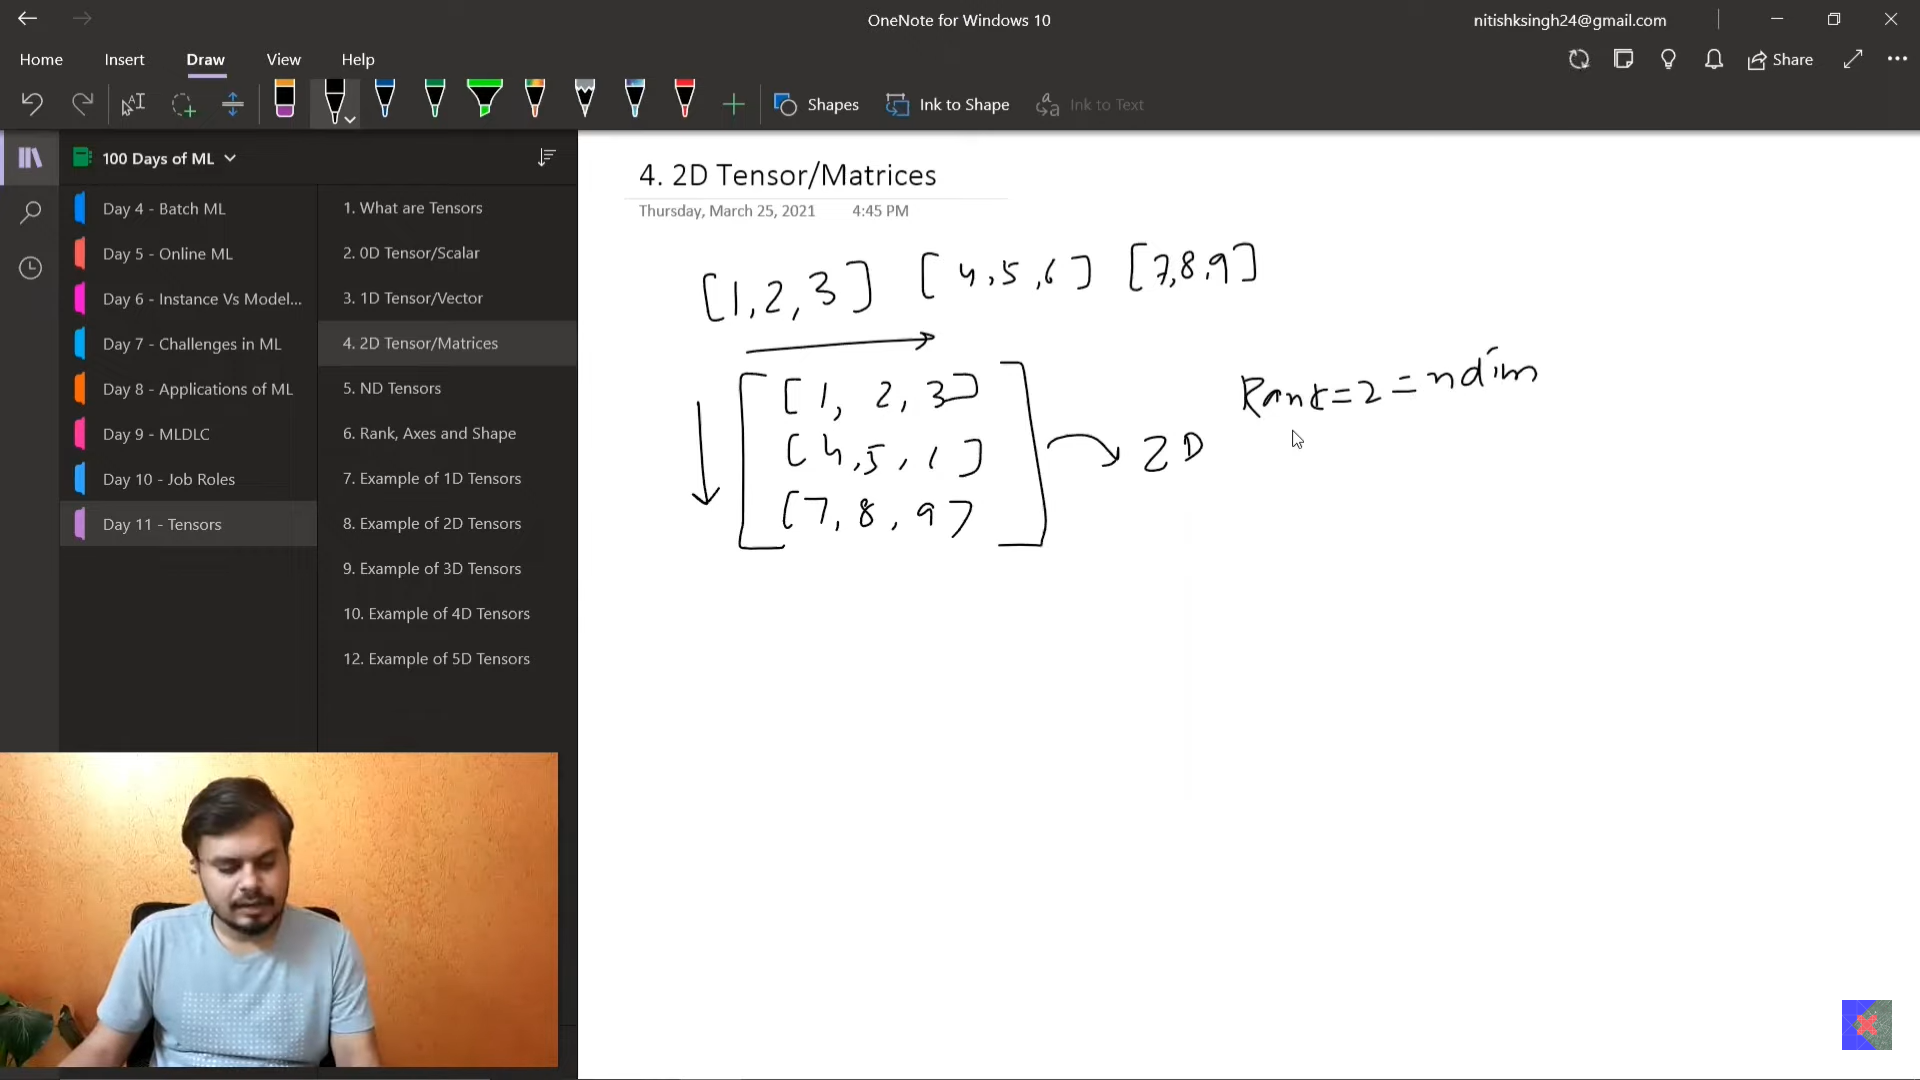 OneNote for Windows 10
nitishksingh24@gmail.com
Home Insert Draw View Help
Share
Shapes Ink to Shape Ink to Text
100 Days of ML
Day 4 - Batch ML
Day 5 - Online ML
Day 6 - Instance Vs Model...
Day 7 - Challenges in ML
Day 8 - Applications of ML
Day 9 - MLDLC
Day 10 - Job Roles
Day 11 - Tensors
1. What are Tensors
2. 0D Tensor/Scalar
3. 1D Tensor/Vector
4. 2D Tensor/Matrices
5. ND Tensors
6. Rank, Axes and Shape
7. Example of 1D Tensors
8. Example of 2D Tensors
9. Example of 3D Tensors
10. Example of 4D Tensors
12. Example of 5D Tensors
4. 2D Tensor/Matrices
Thursday, March 25, 2021 4:45 PM
[1,2,3] [4,5,6] [7,8,9]
[1, 2, 3]
[4,5,6]
[7,8,9]
2D
Rank=2=ndim